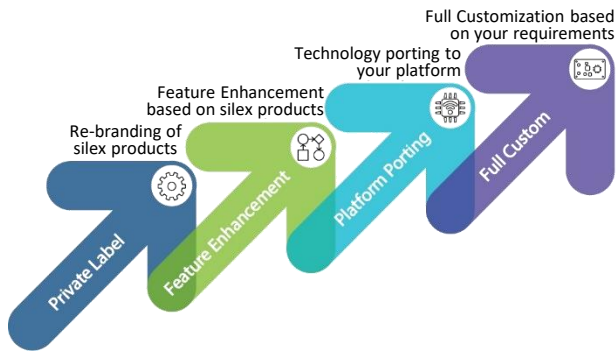 Full Customization based
on your requirements
Technology porting to
your platform
Feature Enhancement
based on silex products
Re-branding of
silex products
Private Label
Feature Enhancement
Platform Porting
Full Custom